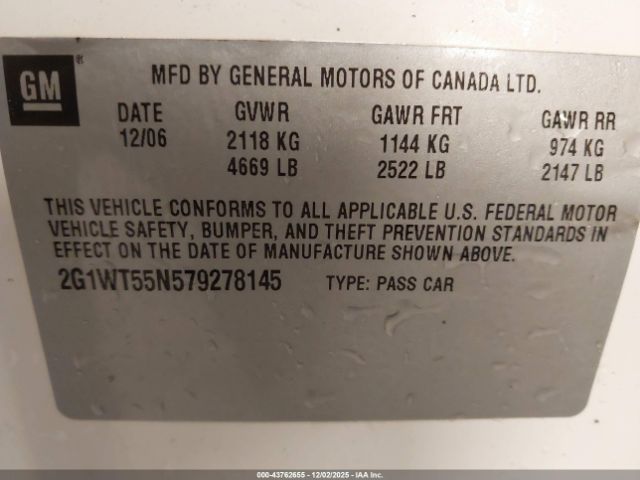 GM ®
MFD BY GENERAL MOTORS OF CANADA LTD.
DATE GVWR GAWR FRT GAWR RR
12/06 2118 KG 1144 KG 974 KG
4669 LB 2522 LB 2147 LB
THIS VEHICLE CONFORMS TO ALL APPLICABLE U.S. FEDERAL MOTOR
VEHICLE SAFETY, BUMPER, AND THEFT PREVENTION STANDARDS IN
EFFECT ON THE DATE OF MANUFACTURE SHOWN ABOVE.
2G1WT55N579278145 TYPE: PASS CAR
000-43762655 - 12/02/2025 - IAA Inc.